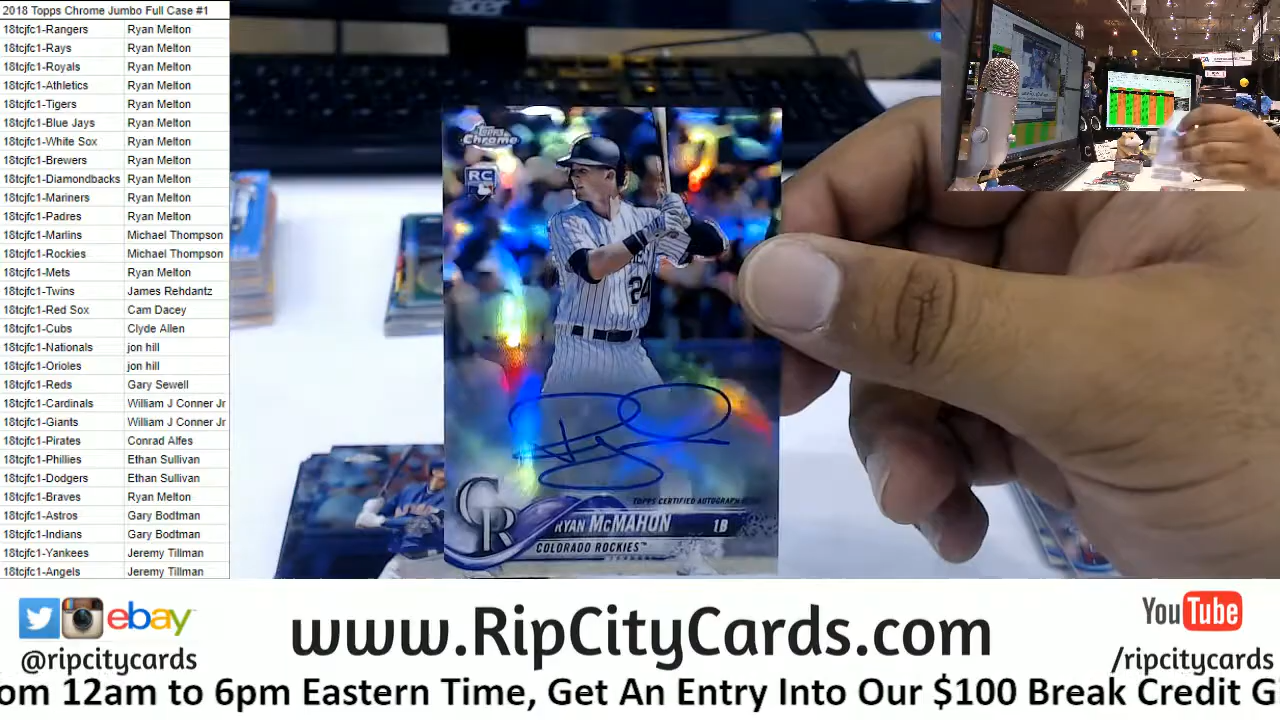 2018 Topps Chrome Jumbo Full Case #1
18tcjfc1-Rangers Ryan Melton
18tcjfc1-Rays Ryan Melton
18tcjfc1-Royals Ryan Melton
18tcjfc1-Athletics Ryan Melton
18tcjfc1-Tigers Ryan Melton
18tcjfc1-Blue Jays Ryan Melton
18tcjfc1-White Sox Ryan Melton
18tcjfc1-Brewers Ryan Melton
18tcjfc1-Diamondbacks Ryan Melton
18tcjfc1-Mariners Ryan Melton
18tcjfc1-Padres Ryan Melton
18tcjfc1-Marlins Michael Thompson
18tcjfc1-Rockies Michael Thompson
18tcjfc1-Mets Ryan Melton
18tcjfc1-Twins James Rehdantz
18tcjfc1-Red Sox Cam Dacey
18tcjfc1-Cubs Clyde Allen
18tcjfc1-Nationals jon hill
18tcjfc1-Orioles jon hill
18tcjfc1-Reds Gary Sewell
18tcjfc1-Cardinals William J Conner Jr
18tcjfc1-Giants William J Conner Jr
18tcjfc1-Pirates Conrad Alfes
18tcjfc1-Phillies Ethan Sullivan
18tcjfc1-Dodgers Ethan Sullivan
18tcjfc1-Braves Ryan Melton
18tcjfc1-Astros Gary Bodtman
18tcjfc1-Indians Gary Bodtman
18tcjfc1-Yankees Jeremy Tillman
18tcjfc1-Angels Jeremy Tillman
acer
Topps
Chrome
RC
24
TOPPS CERTIFIED AUTOGRAPH
RYAN McMAHON 1B
CR
COLORADO ROCKIES™
ebay
@ripcitycards
www.RipCityCards.com
YouTube
/ripcitycards
om 12am to 6pm Eastern Time, Get An Entry Into Our $100 Break Credit G